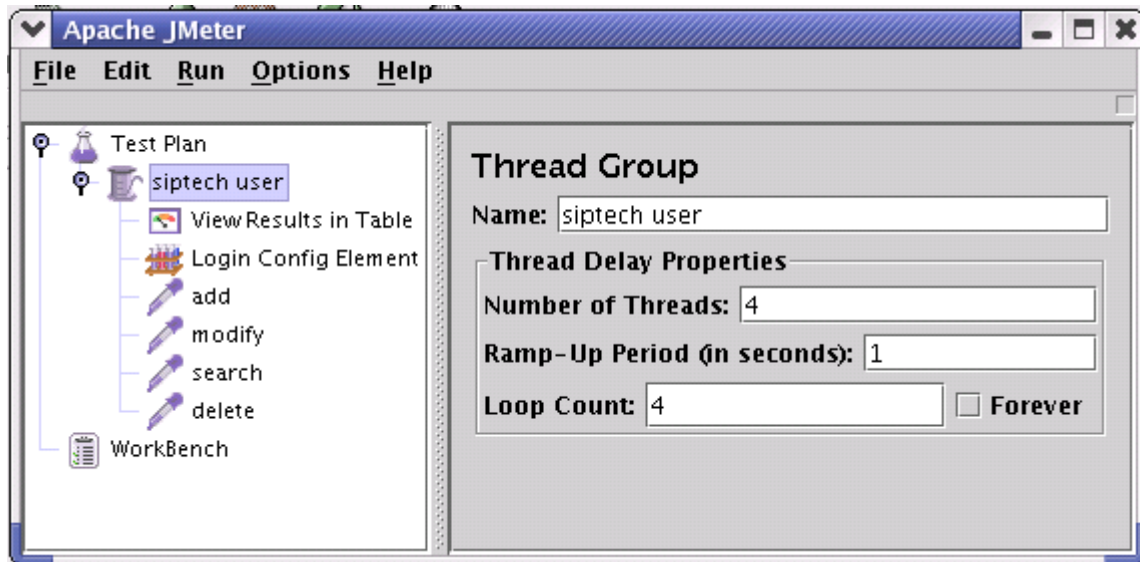 Apache JMeter
File Edit Run Options Help
Test Plan
siptech user
View Results in Table
Login Config Element
add
modify
search
delete
WorkBench
Thread Group
Name: siptech user
Thread Delay Properties
Number of Threads: 4
Ramp-Up Period (in seconds): 1
Loop Count: 4 Forever